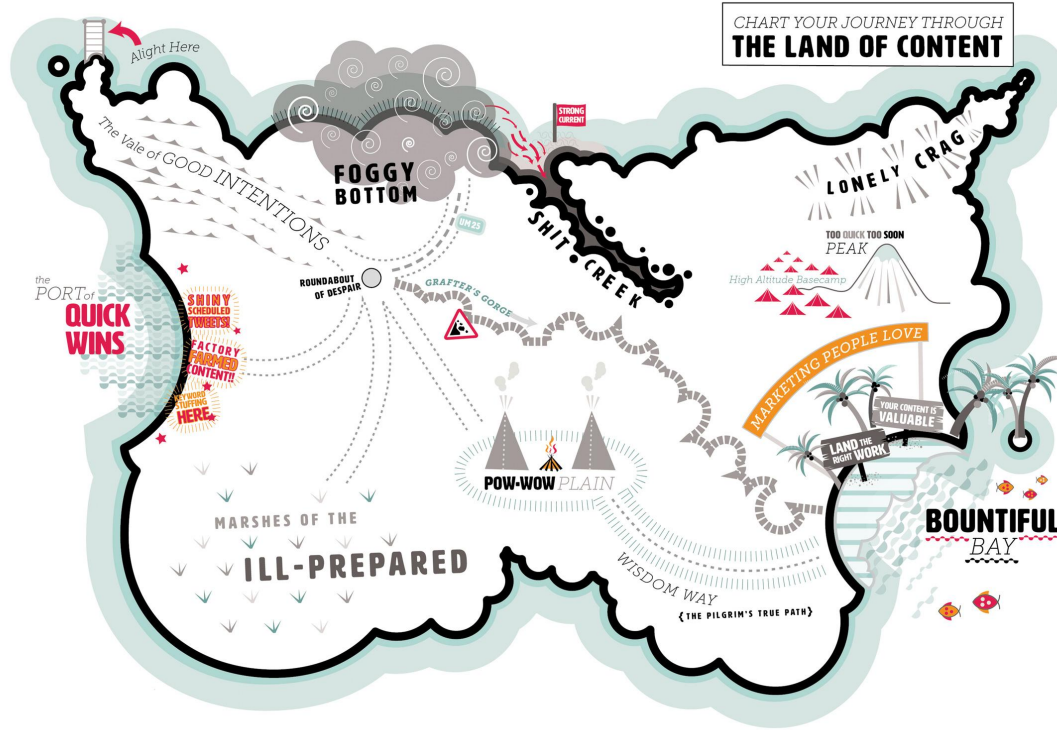 CHART YOUR JOURNEY THROUGH
THE LAND OF CONTENT
Alight Here
The Vale of GOOD INTENTIONS
FOGGY
BOTTOM
STRONG
CURRENT
SHIT CREEK
LONELY CRAG
UM25
TOO QUICK TOO SOON
PEAK
High Altitude Basecamp
ROUNDABOUT
OF DESPAIR
GRAFTER'S GORGE
the
PORT of
QUICK
WINS
SHINY
SCHEDULED
TWEETS!
FACTORY
FARMED
CONTENT!!
KEYWORD
STUFFING
HERE
MARKETING PEOPLE LOVE
YOUR CONTENT IS
VALUABLE
LAND THE
RIGHT WORK
POW-WOW PLAIN
BOUNTIFUL
BAY
MARSHES OF THE
ILL-PREPARED
WISDOM WAY
{THE PILGRIM'S TRUE PATH}